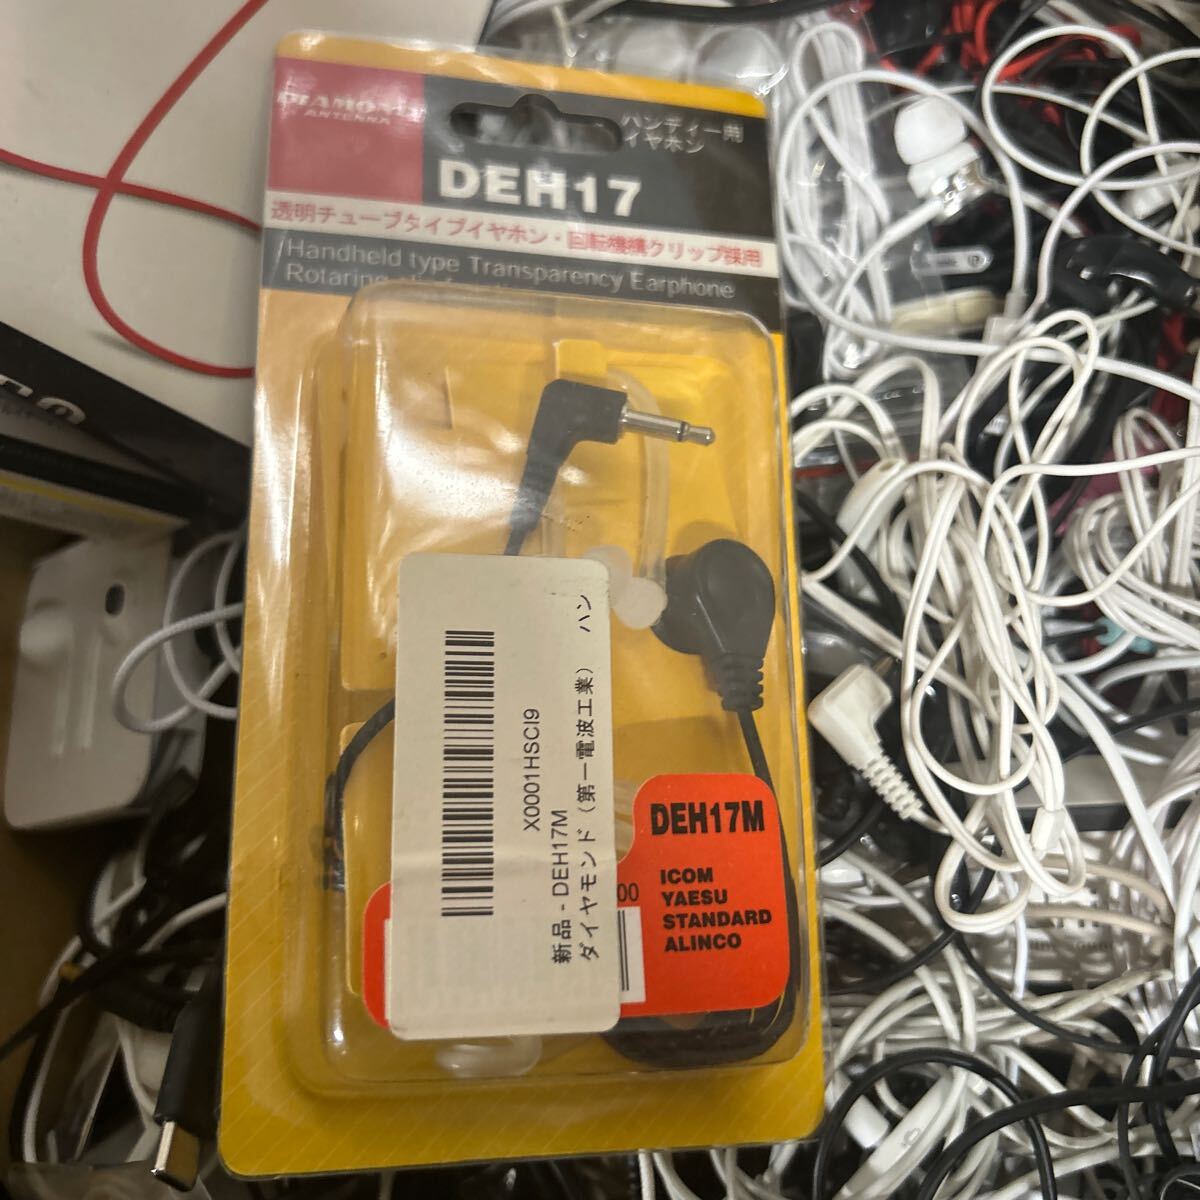 DIAMOND
ANTENNA
ハンディー用
イヤホン
DEH17
透明チューブタイプイヤホン・回転機構クリップ採用
Handheld type Transparency Earphone
Rotaring
X0001HSCI9
新品 - DEH17M
ダイヤモンド (第一電波工業) ハン
DEH17M
00
ICOM
YAESU
STANDARD
ALINCO